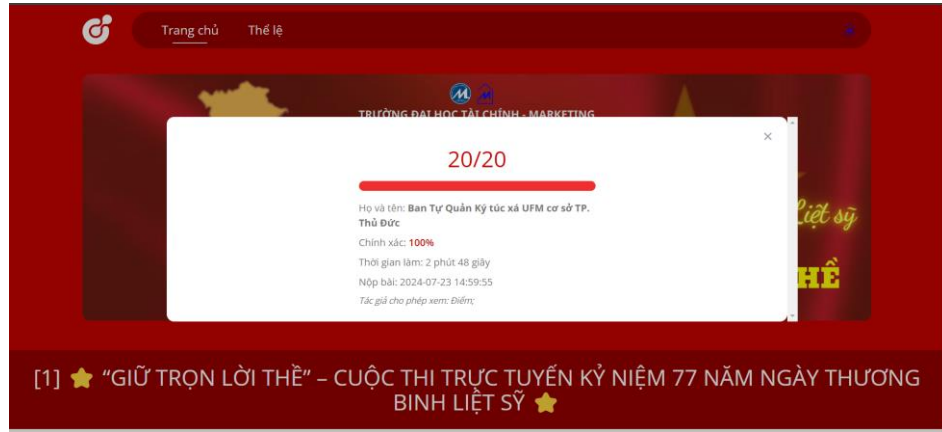 Trang chủ Thể lệ
TRƯỜNG ĐẠI HỌC TÀI CHÍNH - MARKETING
×
20/20
Họ và tên: Ban Tự Quản Ký túc xá UFM cơ sở TP.
Thủ Đức
Chính xác: 100%
Thời gian làm: 2 phút 48 giây
Nộp bài: 2024-07-23 14:59:55
Tác giả cho phép xem: Điểm;
Liệt sỹ
HỀ
[1] ⭐ “GIỮ TRỌN LỜI THỀ” – CUỘC THI TRỰC TUYẾN KỶ NIỆM 77 NĂM NGÀY THƯƠNG
BINH LIỆT SỸ ⭐